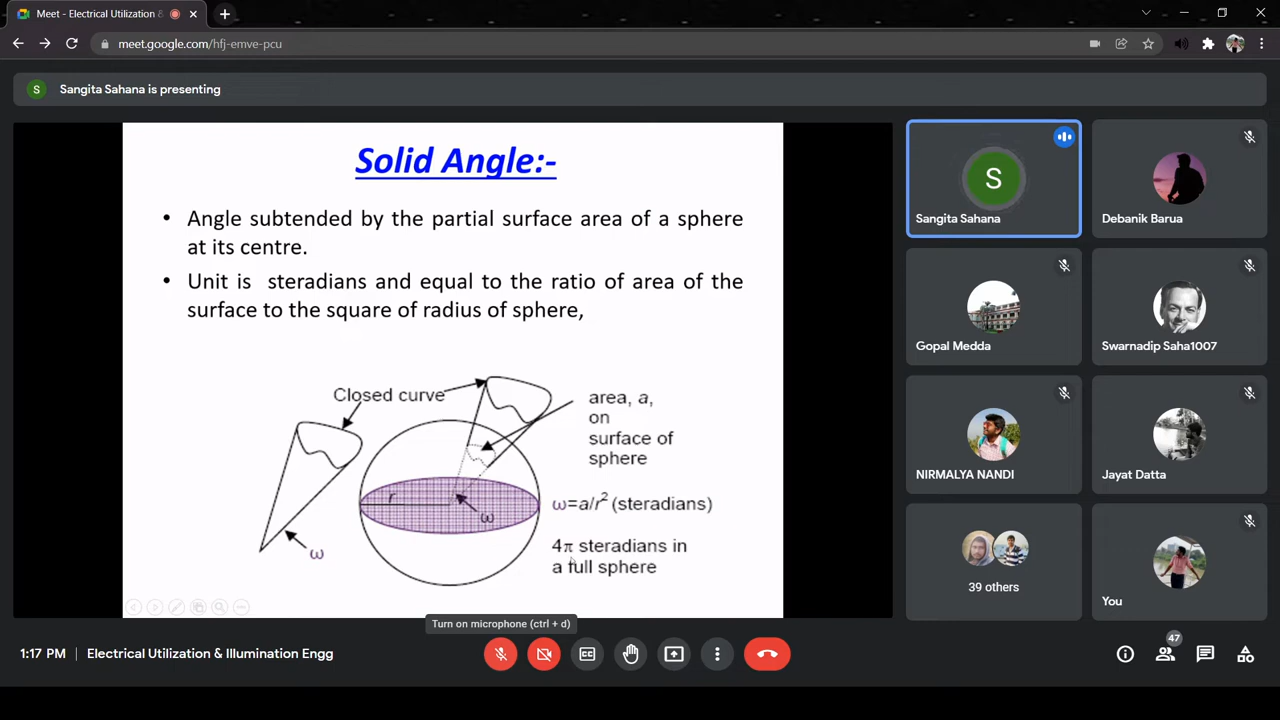 Meet - Electrical Utilization &
meet.google.com/hfj-emve-pcu
S
Sangita Sahana is presenting
Solid Angle:-
• Angle subtended by the partial surface area of a sphere
at its centre.
• Unit is steradians and equal to the ratio of area of the
surface to the square of radius of sphere,
Closed curve
area, a,
on
surface of
sphere
r
ω
ω
ω=a/r² (steradians)
4π steradians in
a full sphere
S
Sangita Sahana
Debanik Barua
Gopal Medda
Swarnadip Saha1007
NIRMALYA NANDI
Jayat Datta
39 others
You
Turn on microphone (ctrl + d)
1:17 PM
Electrical Utilization & Illumination Engg
47